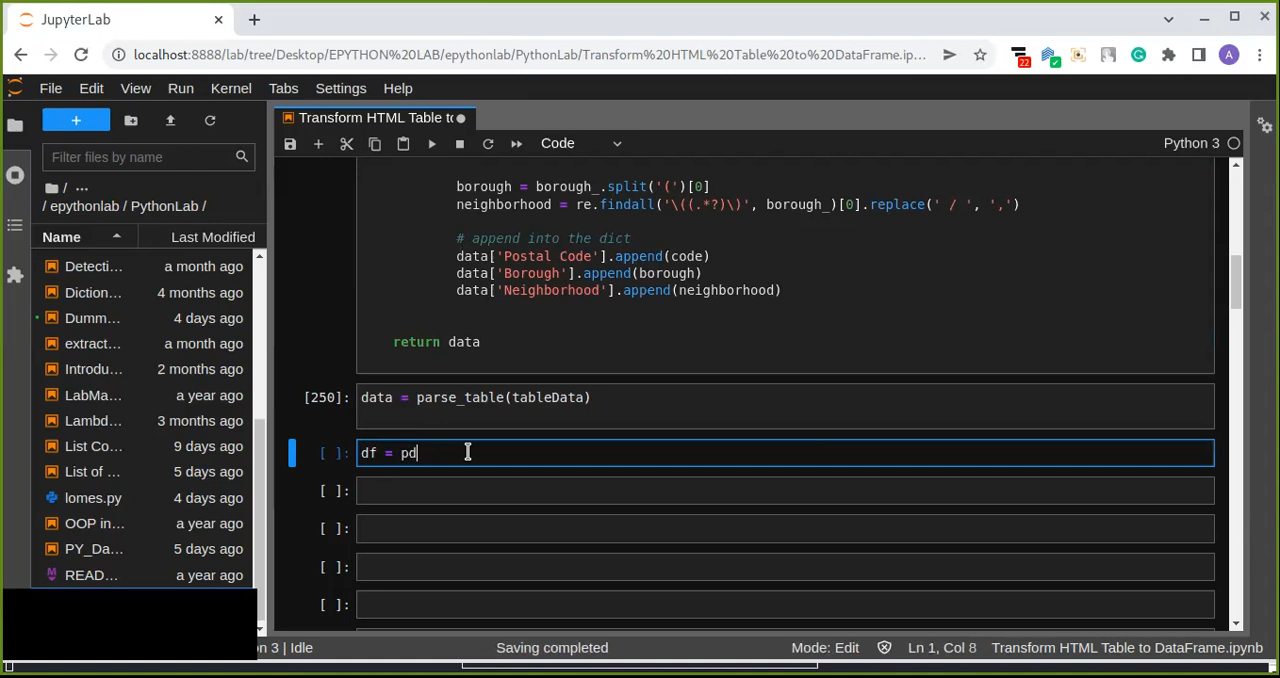 JupyterLab
localhost:8888/lab/tree/Desktop/EPYTHON%20LAB/epythonlab/PythonLab/Transform%20HTML%20Table%20to%20DataFrame.ip...
22
A
File Edit View Run Kernel Tabs Settings Help
Transform HTML Table to
Filter files by name
Code
Python 3
/ ...
/ epythonlab / PythonLab /
Name Last Modified
Detecti... a month ago
Diction... 4 months ago
Dumm... 4 days ago
extract... a month ago
Introdu... 2 months ago
LabMa... a year ago
Lambd... 3 months ago
List Co... 9 days ago
List of ... 5 days ago
lomes.py 4 days ago
OOP in... a year ago
PY_Da... 5 days ago
READ... a year ago
borough = borough_.split('(')[0]
neighborhood = re.findall('\((.*?)\)', borough_)[0].replace(' / ', ',')
# append into the dict
data['Postal Code'].append(code)
data['Borough'].append(borough)
data['Neighborhood'].append(neighborhood)
return data
[250]: data = parse_table(tableData)
[ ]: df = pd
[ ]:
[ ]:
[ ]:
[ ]:
n 3 | Idle
Saving completed
Mode: Edit
Ln 1, Col 8
Transform HTML Table to DataFrame.ipynb